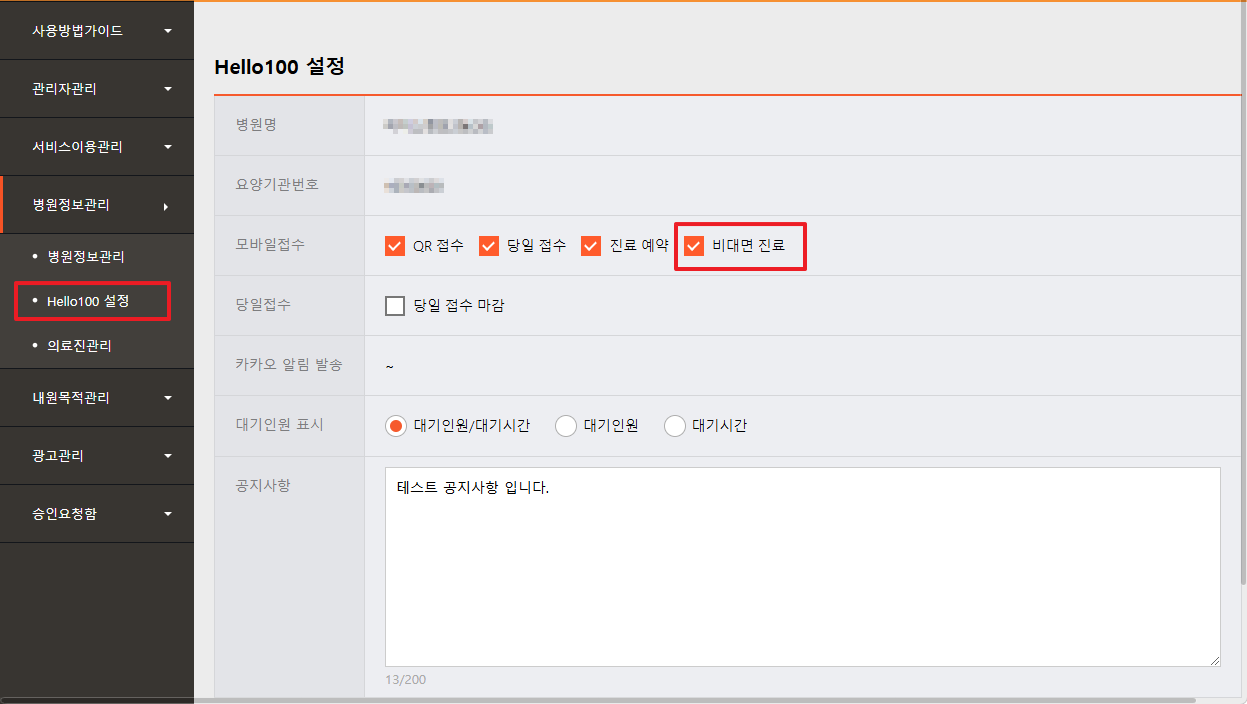 사용방법가이드
관리자관리
서비스이용관리
병원정보관리
• 병원정보관리
• Hello100 설정
• 의료진관리
내원목적관리
광고관리
승인요청함
Hello100 설정
병원명
요양기관번호
모바일접수 QR 접수 당일 접수 진료 예약 비대면 진료
당일접수 당일 접수 마감
카카오 알림 발송 ~
대기인원 표시 대기인원/대기시간 대기인원 대기시간
공지사항 테스트 공지사항 입니다.
13/200